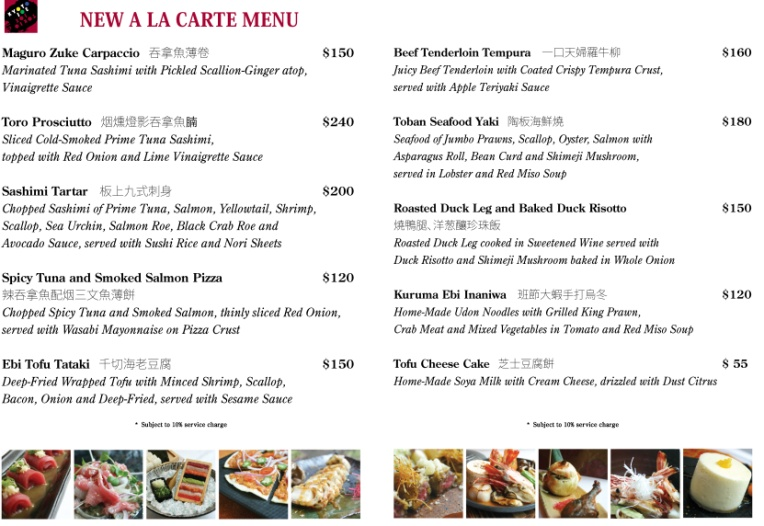 NEW A LA CARTE MENU
Maguro Zuke Carpaccio 吞拿魚薄卷 $150
Marinated Tuna Sashimi with Pickled Scallion-Ginger atop,
Vinaigrette Sauce
Toro Prosciutto 烟燻燈影吞拿魚腩 $240
Sliced Cold-Smoked Prime Tuna Sashimi,
topped with Red Onion and Lime Vinaigrette Sauce
Sashimi Tartar 板上九式刺身 $200
Chopped Sashimi of Prime Tuna, Salmon, Yellowtail, Shrimp,
Scallop, Sea Urchin, Salmon Roe, Black Crab Roe and
Avocado Sauce, served with Sushi Rice and Nori Sheets
Spicy Tuna and Smoked Salmon Pizza $120
辣吞拿魚配烟三文魚薄餅
Chopped Spicy Tuna and Smoked Salmon, thinly sliced Red Onion,
served with Wasabi Mayonnaise on Pizza Crust
Ebi Tofu Tataki 千切海老豆腐 $150
Deep-Fried Wrapped Tofu with Minced Shrimp, Scallop,
Bacon, Onion and Deep-Fried, served with Sesame Sauce
* Subject to 10% service charge
Beef Tenderloin Tempura 一口天婦羅牛柳 $160
Juicy Beef Tenderloin with Coated Crispy Tempura Crust,
served with Apple Teriyaki Sauce
Toban Seafood Yaki 陶板海鮮燒 $180
Seafood of Jumbo Prawns, Scallop, Oyster, Salmon with
Asparagus Roll, Bean Curd and Shimeji Mushroom,
served in Lobster and Red Miso Soup
Roasted Duck Leg and Baked Duck Risotto $150
燒鴨腿、洋葱釀珍珠飯
Roasted Duck Leg cooked in Sweetened Wine served with
Duck Risotto and Shimeji Mushroom baked in Whole Onion
Kuruma Ebi Inaniwa 班節大蝦手打烏冬 $120
Home-Made Udon Noodles with Grilled King Prawn,
Crab Meat and Mixed Vegetables in Tomato and Red Miso Soup
Tofu Cheese Cake 芝士豆腐餅 $ 55
Home-Made Soya Milk with Cream Cheese, drizzled with Dust Citrus
* Subject to 10% service charge